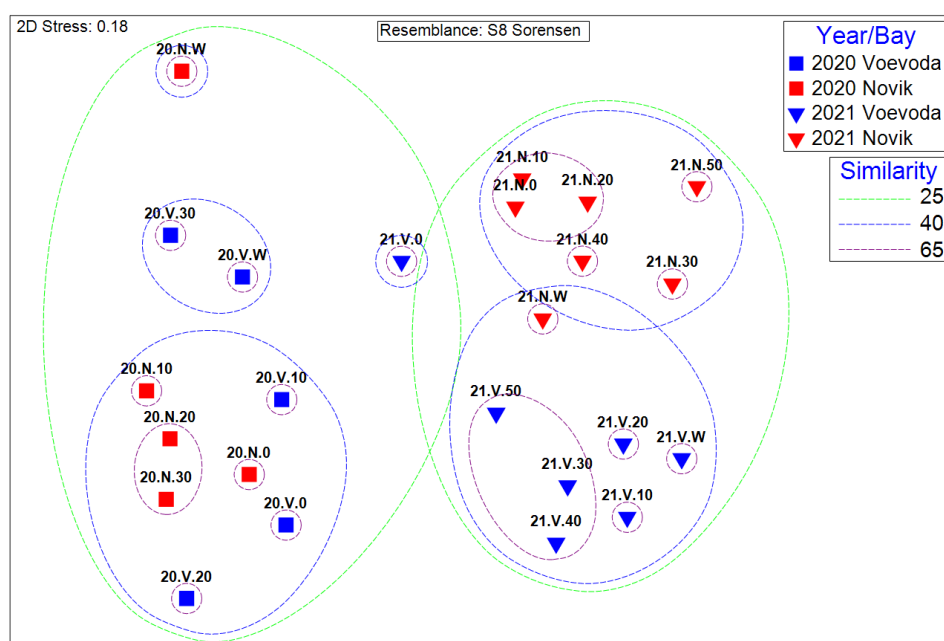 2D Stress: 0.18
Resemblance: S8 Sorensen
Year/Bay
2020 Voevoda
2020 Novik
2021 Voevoda
2021 Novik
Similarity
25
40
65
20.N.W
21.N.10
21.N.50
21.N.0
21.N.20
20.V.30
21.V.0
21.N.40
20.V.W
21.N.30
21.N.W
20.N.10
20.V.10
21.V.50
20.N.20
21.V.20
21.V.W
20.N.0
21.V.30
20.N.30
21.V.10
20.V.0
21.V.40
20.V.20